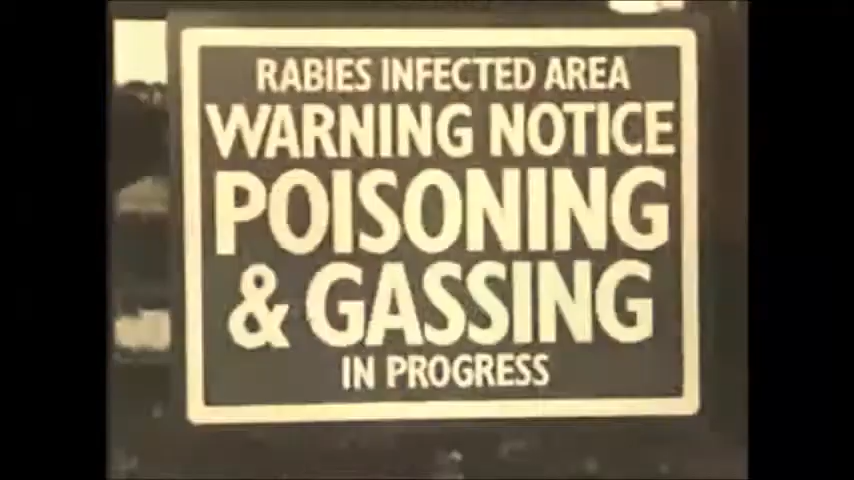 RABIES INFECTED AREA
WARNING NOTICE
POISONING
& GASSING
IN PROGRESS